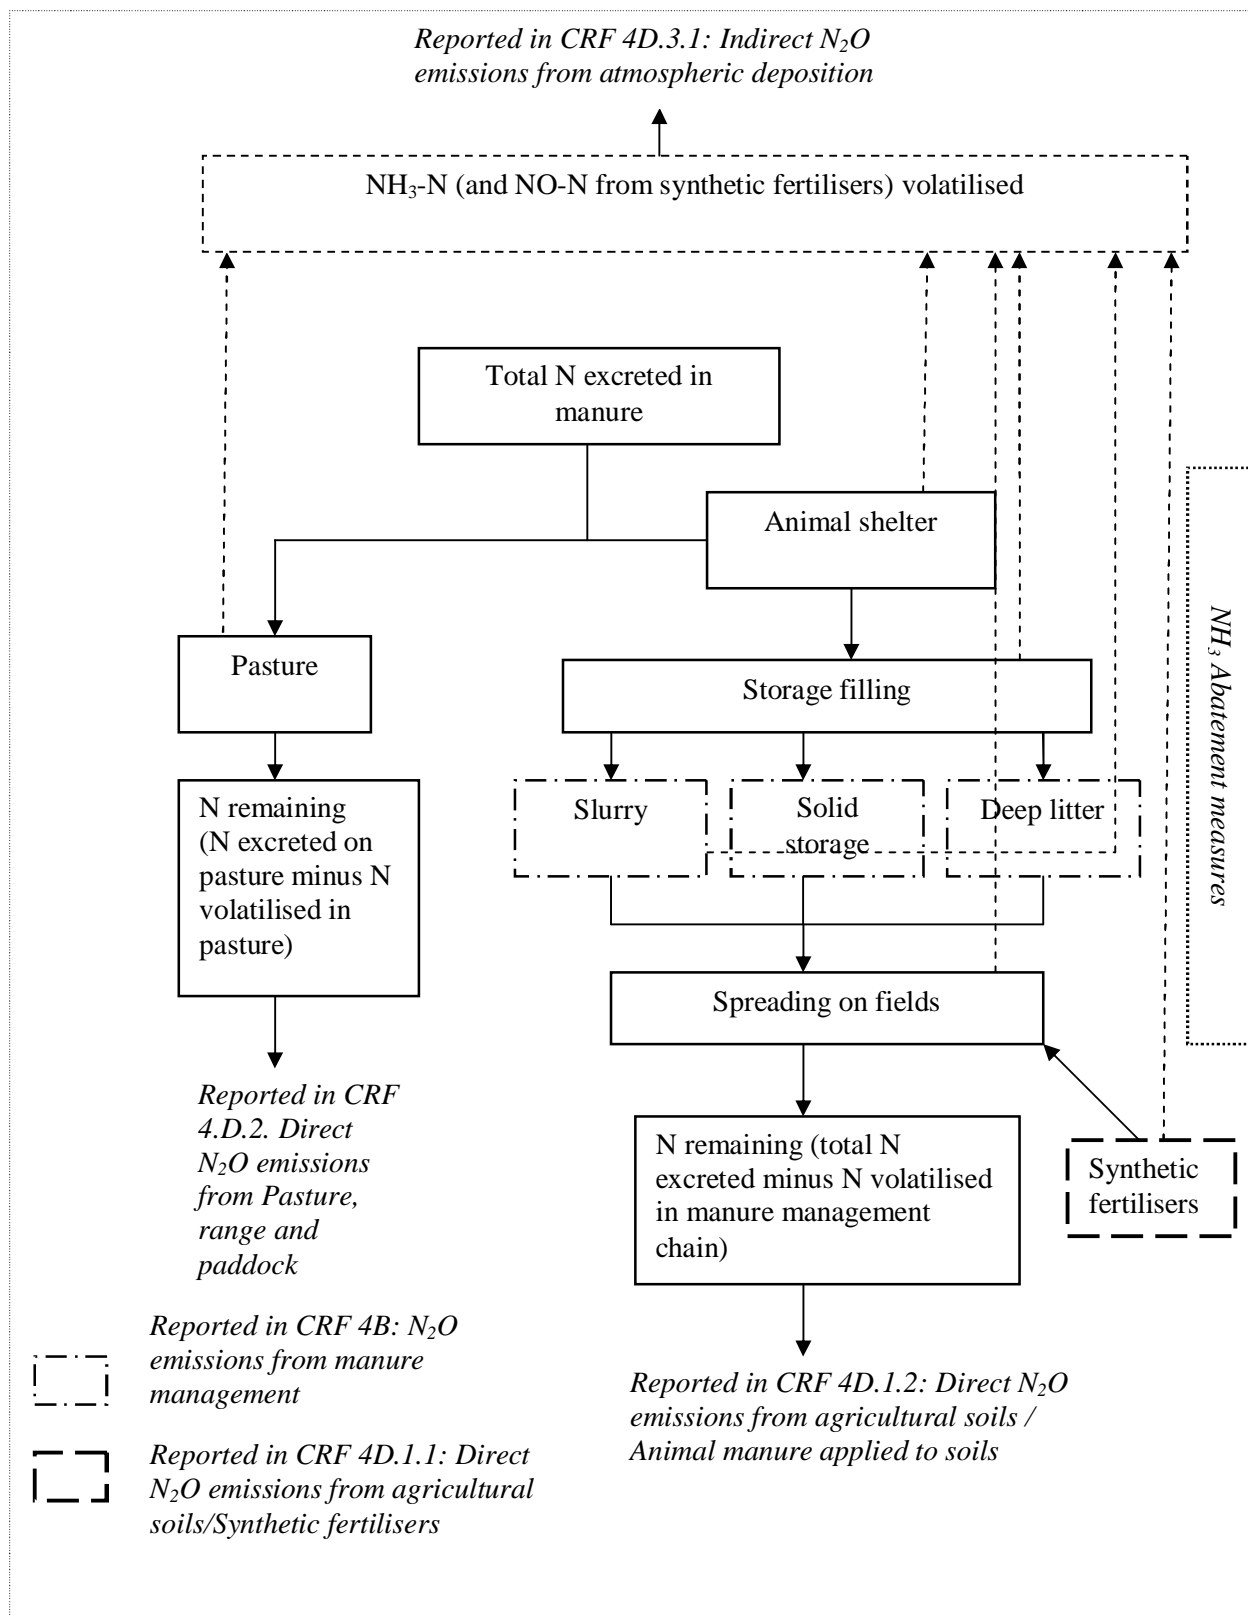 Reported in CRF 4D.3.1: Indirect N₂O
emissions from atmospheric deposition
NH₃-N (and NO-N from synthetic fertilisers) volatilised
Total N excreted in
manure
Animal shelter
Pasture
Storage filling
NH₃ Abatement measures
N remaining
(N excreted on
pasture minus N
volatilised in
pasture)
Slurry
Solid
storage
Deep litter
Spreading on fields
Reported in CRF
4.D.2. Direct
N₂O emissions
from Pasture,
range and
paddock
N remaining (total N
excreted minus N volatilised
in manure management
chain)
Synthetic
fertilisers
Reported in CRF 4B: N₂O
emissions from manure
management
Reported in CRF 4D.1.2: Direct N₂O
emissions from agricultural soils /
Animal manure applied to soils
Reported in CRF 4D.1.1: Direct
N₂O emissions from agricultural
soils/Synthetic fertilisers